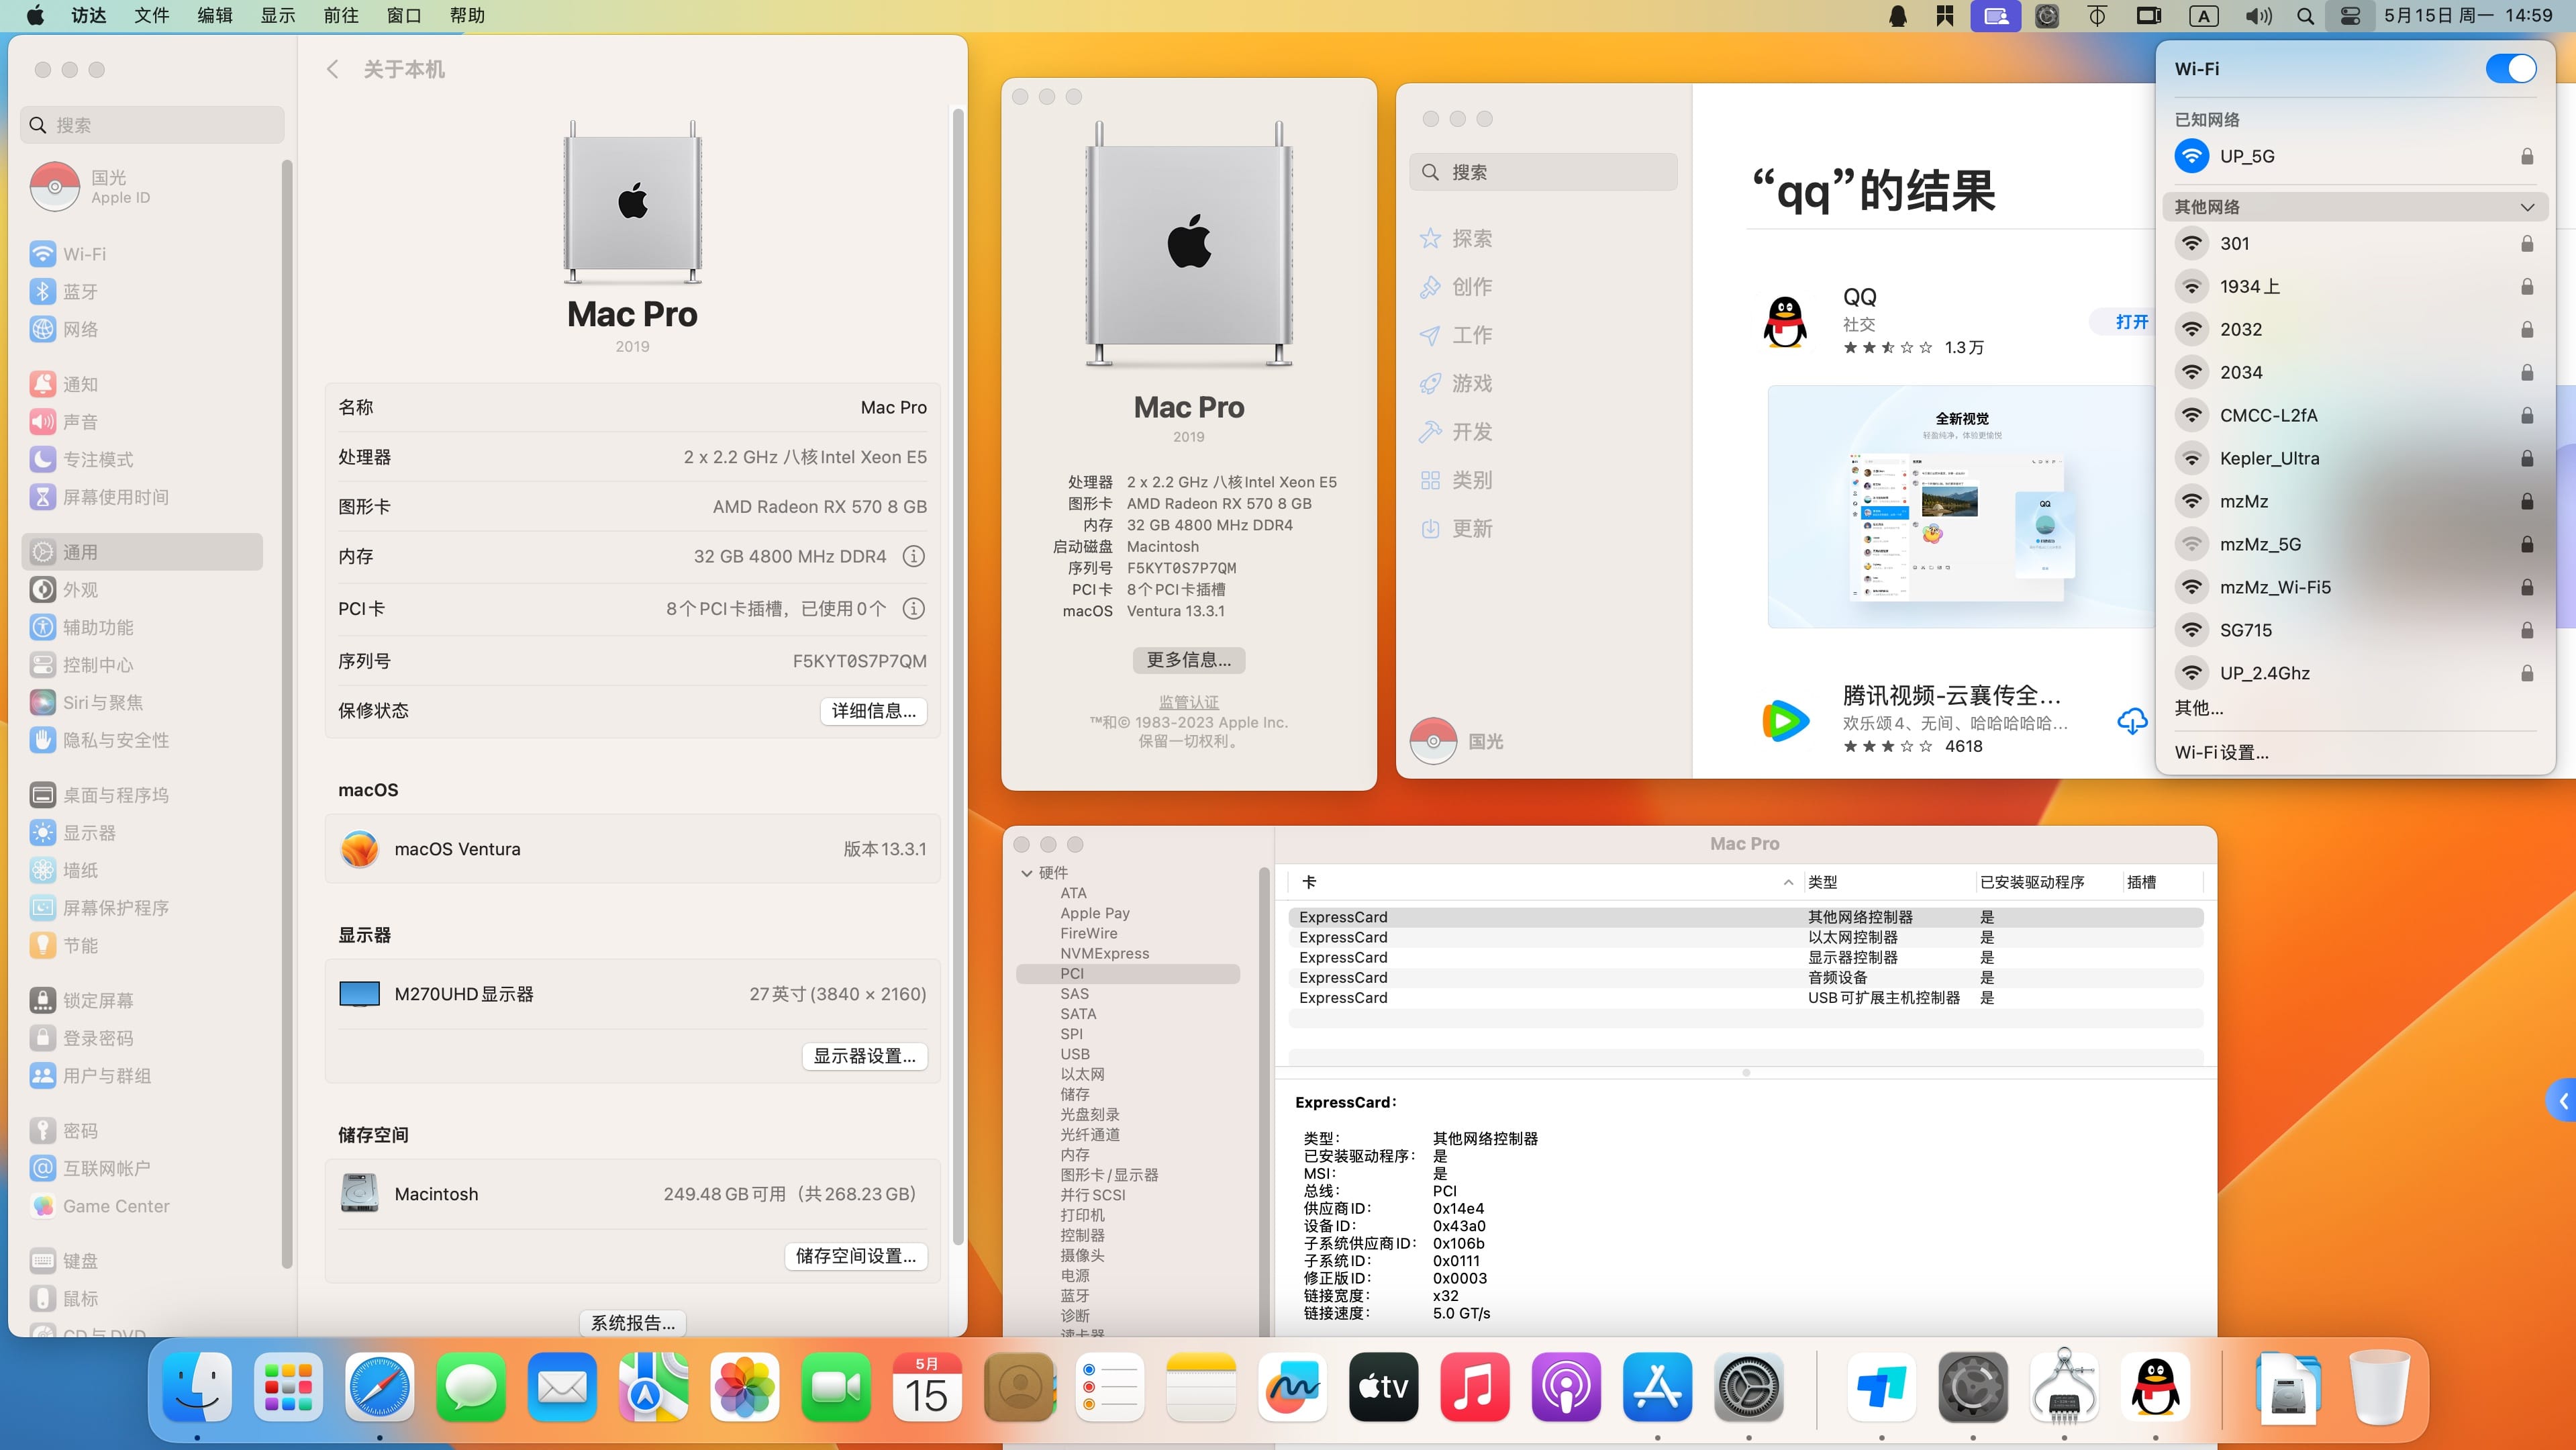 访达 文件 编辑 显示 前往 窗口 帮助
A
5月15日 周一 14:59
关于本机
搜索
国光
Apple ID
Wi-Fi
蓝牙
网络
通知
声音
专注模式
屏幕使用时间
通用
外观
辅助功能
控制中心
Siri与聚焦
隐私与安全性
桌面与程序坞
显示器
墙纸
屏幕保护程序
节能
锁定屏幕
登录密码
用户与群组
密码
互联网帐户
Game Center
键盘
鼠标
CD与DVD
Mac Pro
2019
名称 Mac Pro
处理器 2 x 2.2 GHz 八核Intel Xeon E5
图形卡 AMD Radeon RX 570 8 GB
内存 32 GB 4800 MHz DDR4
PCI卡 8个PCI卡插槽，已使用0个
序列号 F5KYT0S7P7QM
保修状态 详细信息...
macOS
macOS Ventura 版本13.3.1
显示器
M270UHD显示器 27英寸(3840 × 2160)
显示器设置...
储存空间
Macintosh 249.48 GB可用（共268.23 GB）
储存空间设置...
系统报告...
Mac Pro
2019
处理器 2 x 2.2 GHz 八核Intel Xeon E5
图形卡 AMD Radeon RX 570 8 GB
内存 32 GB 4800 MHz DDR4
启动磁盘 Macintosh
序列号 F5KYT0S7P7QM
PCI卡 8个PCI卡插槽
macOS Ventura 13.3.1
更多信息...
监管认证
™和© 1983-2023 Apple Inc.
保留一切权利。
搜索
探索
创作
工作
游戏
开发
类别
更新
国光
“qq”的结果
QQ
社交
1.3万
打开
全新视觉
轻盈纯净，体验更愉悦
QQ
腾讯视频-云襄传全...
欢乐颂4、无间、哈哈哈哈哈...
4618
Wi-Fi
已知网络
UP_5G
其他网络
301
1934上
2032
2034
CMCC-L2fA
Kepler_Ultra
mzMz
mzMz_5G
mzMz_Wi-Fi5
SG715
UP_2.4Ghz
其他...
Wi-Fi设置...
Mac Pro
硬件
ATA
Apple Pay
FireWire
NVMExpress
PCI
SAS
SATA
SPI
USB
以太网
储存
光盘刻录
光纤通道
内存
图形卡/显示器
并行SCSI
打印机
控制器
摄像头
电源
蓝牙
诊断
读卡器
卡 类型 已安装驱动程序 插槽
ExpressCard 其他网络控制器 是
ExpressCard 以太网控制器 是
ExpressCard 显示器控制器 是
ExpressCard 音频设备 是
ExpressCard USB可扩展主机控制器 是
ExpressCard：
类型： 其他网络控制器
已安装驱动程序： 是
MSI： 是
总线： PCI
供应商ID： 0x14e4
设备ID： 0x43a0
子系统供应商ID： 0x106b
子系统ID： 0x0111
修正版ID： 0x0003
链接宽度： x32
链接速度： 5.0 GT/s
5月
15
tv